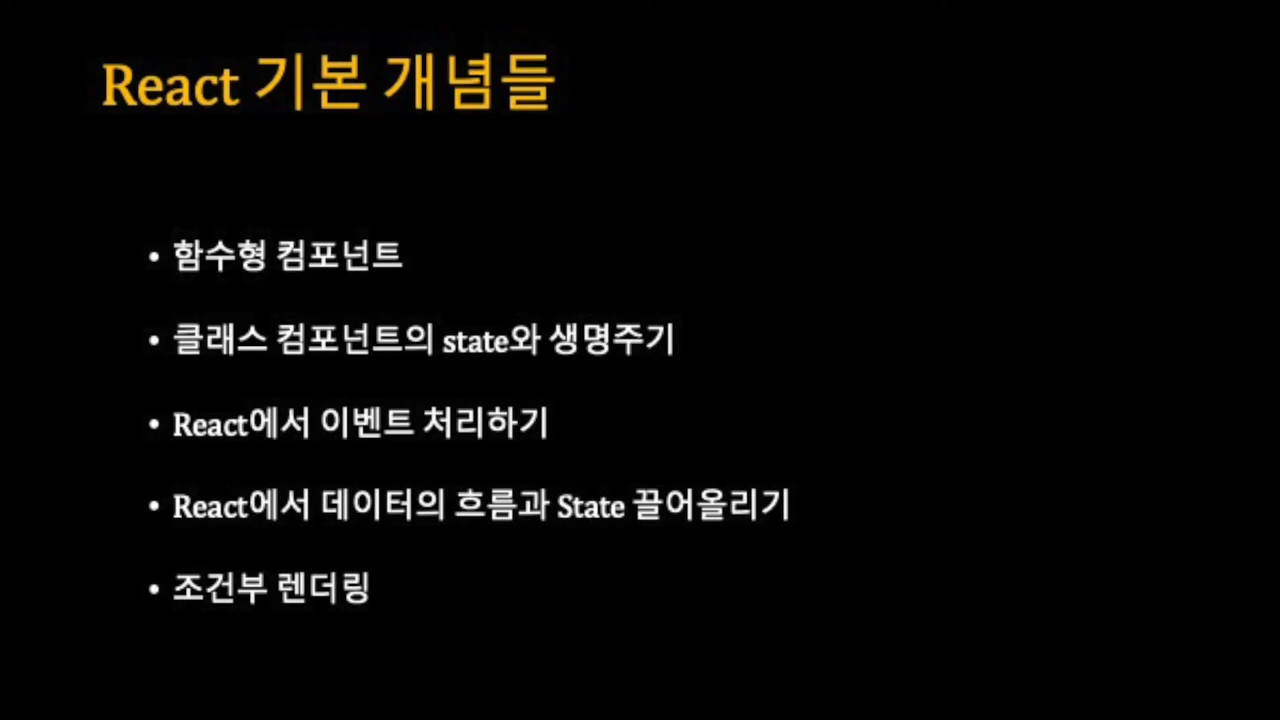 React 기본 개념들
• 함수형 컴포넌트
• 클래스 컴포넌트의 state와 생명주기
• React에서 이벤트 처리하기
• React에서 데이터의 흐름과 State 끌어올리기
• 조건부 렌더링